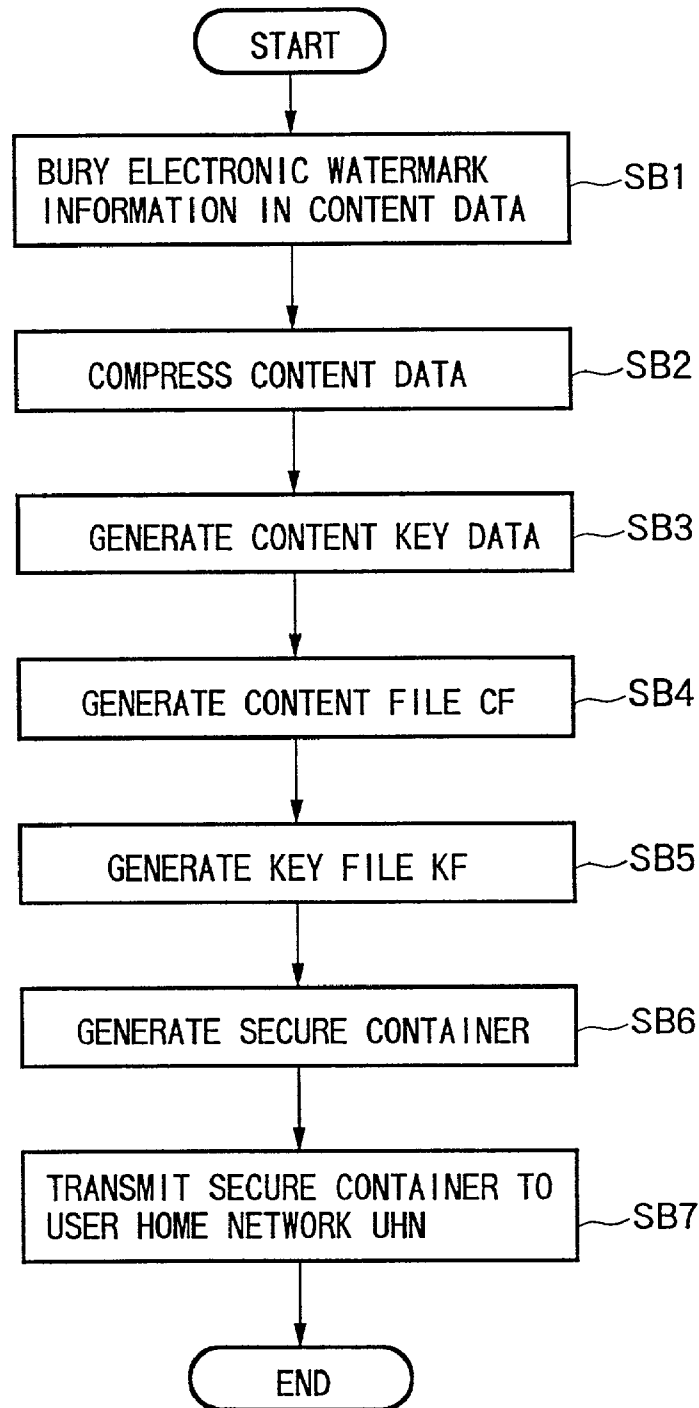 START
BURY ELECTRONIC WATERMARK
INFORMATION IN CONTENT DATA
SB1
COMPRESS CONTENT DATA
SB2
GENERATE CONTENT KEY DATA
SB3
GENERATE CONTENT FILE CF
SB4
GENERATE KEY FILE KF
SB5
GENERATE SECURE CONTAINER
SB6
TRANSMIT SECURE CONTAINER TO
USER HOME NETWORK UHN
SB7
END